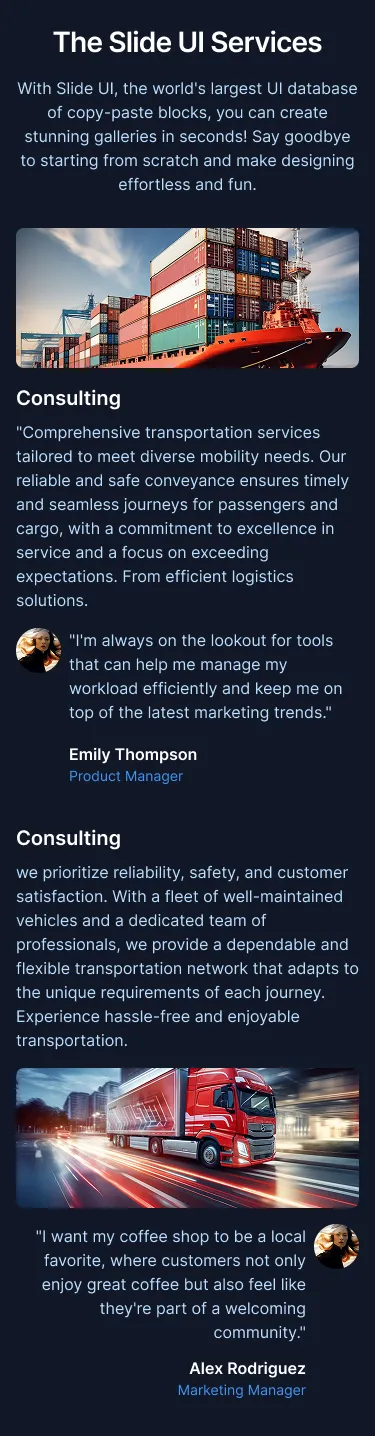 The Slide UI Services
With Slide UI, the world's largest UI database
of copy-paste blocks, you can create
stunning galleries in seconds! Say goodbye
to starting from scratch and make designing
effortless and fun.
Consulting
"Comprehensive transportation services
tailored to meet diverse mobility needs. Our
reliable and safe conveyance ensures timely
and seamless journeys for passengers and
cargo, with a commitment to excellence in
service and a focus on exceeding
expectations. From efficient logistics
solutions.
"I'm always on the lookout for tools
that can help me manage my
workload efficiently and keep me on
top of the latest marketing trends."
Emily Thompson
Product Manager
Consulting
we prioritize reliability, safety, and customer
satisfaction. With a fleet of well-maintained
vehicles and a dedicated team of
professionals, we provide a dependable and
flexible transportation network that adapts to
the unique requirements of each journey.
Experience hassle-free and enjoyable
transportation.
"I want my coffee shop to be a local
favorite, where customers not only
enjoy great coffee but also feel like
they're part of a welcoming
community."
Alex Rodriguez
Marketing Manager